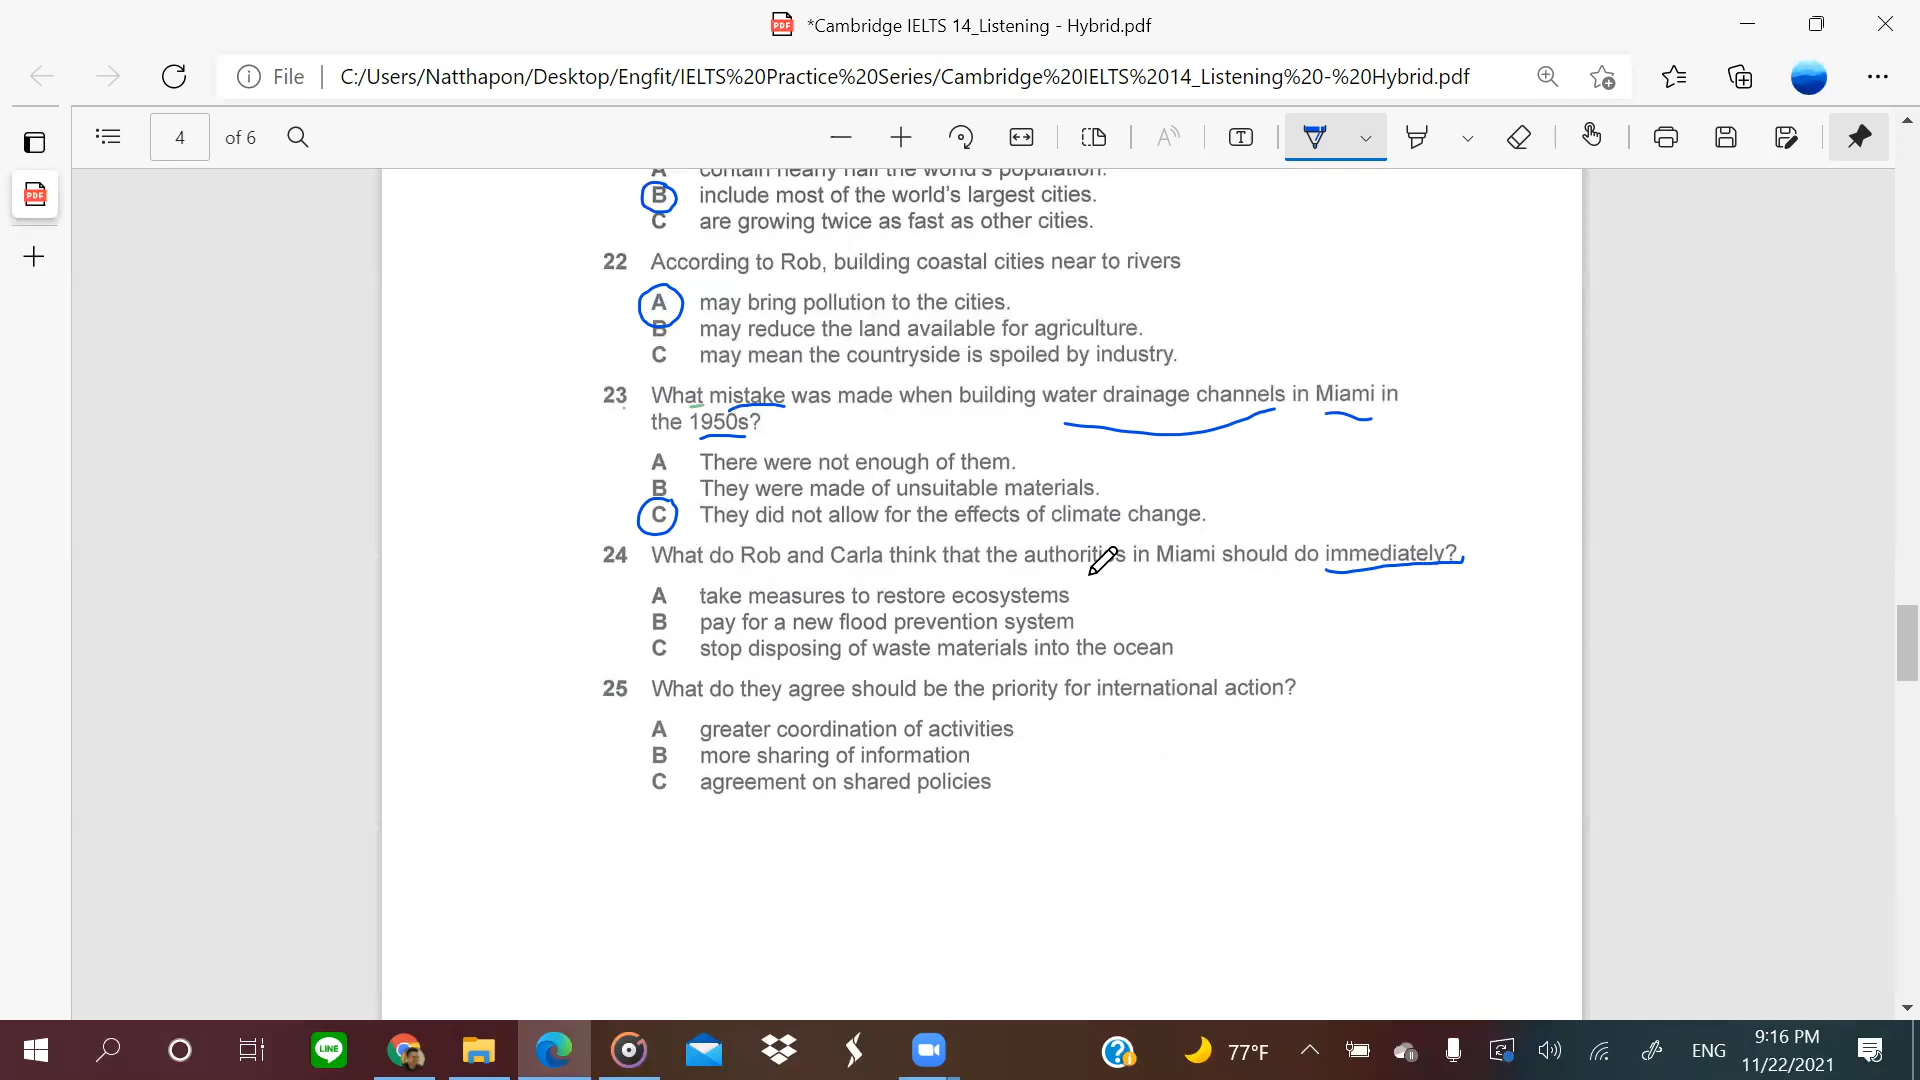 *Cambridge IELTS 14_Listening - Hybrid.pdf
File
C:/Users/Natthapon/Desktop/Engfit/IELTS%20Practice%20Series/Cambridge%20IELTS%2014_Listening%20-%20Hybrid.pdf
4 of 6
A contain nearly half the world's population.
B include most of the world's largest cities.
C are growing twice as fast as other cities.
22 According to Rob, building coastal cities near to rivers
A may bring pollution to the cities.
B may reduce the land available for agriculture.
C may mean the countryside is spoiled by industry.
23 What mistake was made when building water drainage channels in Miami in
the 1950s?
A There were not enough of them.
B They were made of unsuitable materials.
C They did not allow for the effects of climate change.
24 What do Rob and Carla think that the authorities in Miami should do immediately?
A take measures to restore ecosystems
B pay for a new flood prevention system
C stop disposing of waste materials into the ocean
25 What do they agree should be the priority for international action?
A greater coordination of activities
B more sharing of information
C agreement on shared policies
LINE
77°F
ENG
9:16 PM
11/22/2021